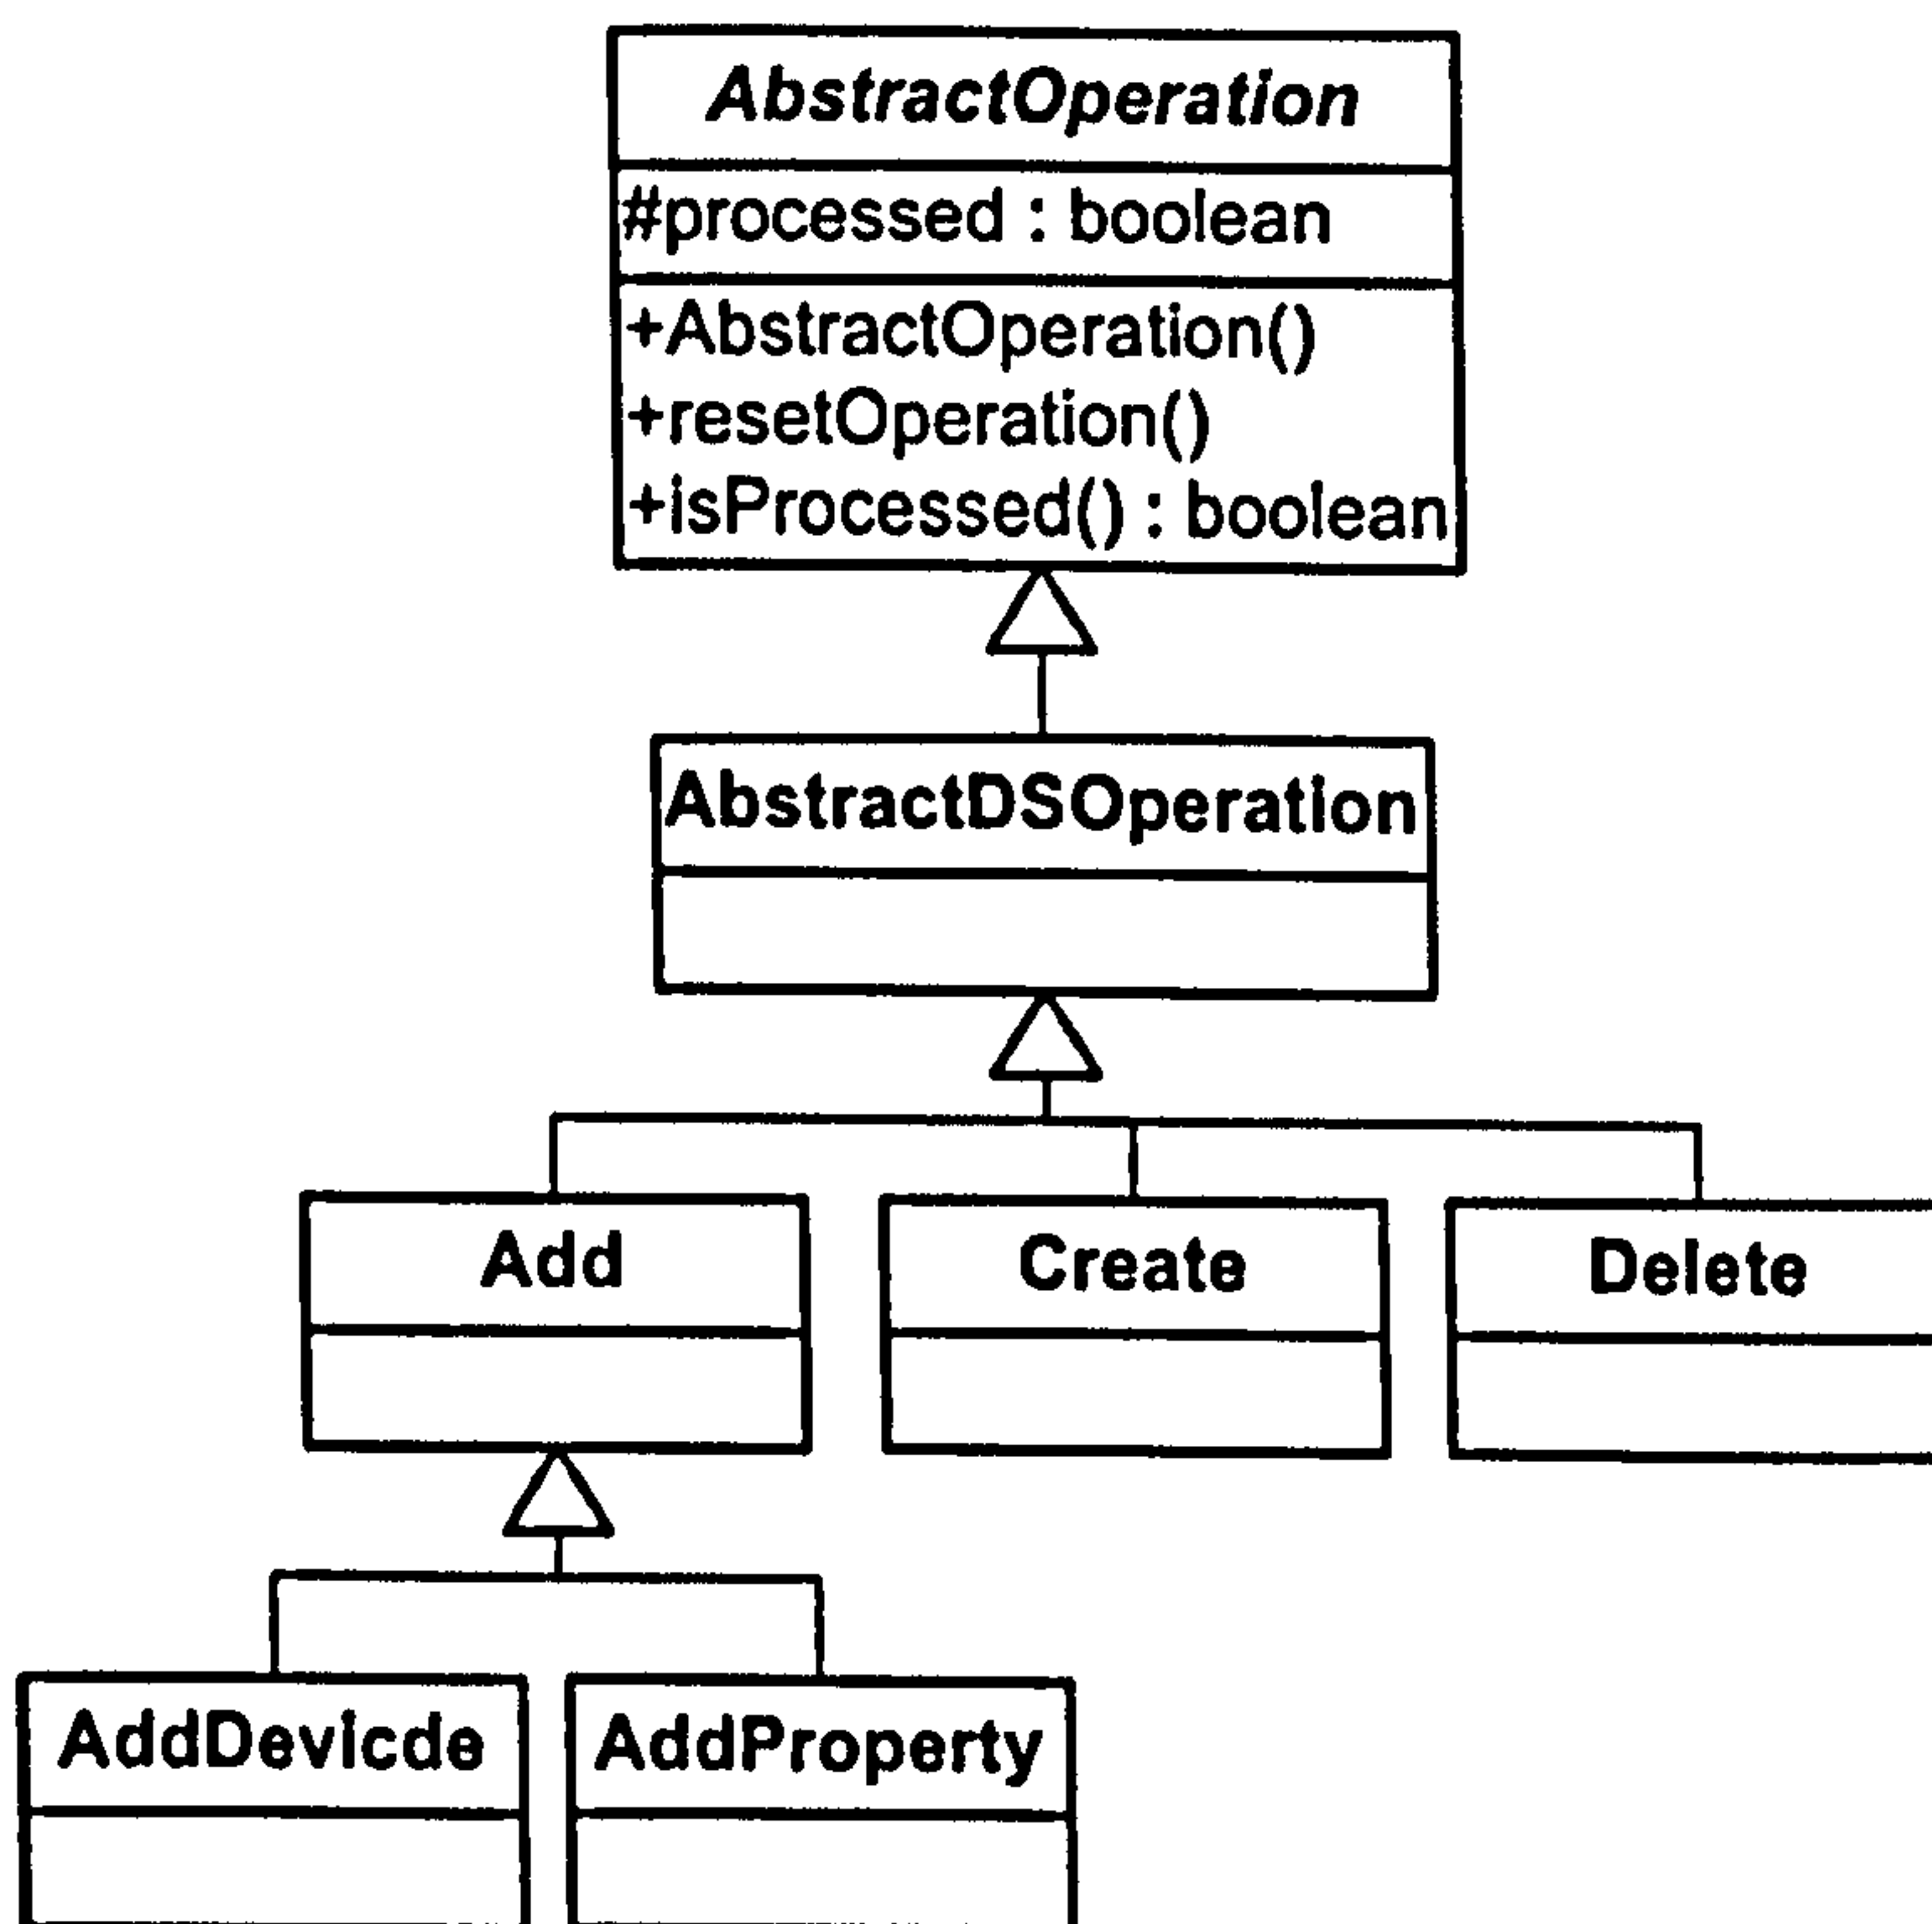 AbstractOperation
#processed : boolean
+AbstractOperation()
+resetOperation()
+isProcessed() : boolean
AbstractDSOperation
Add
Create
Delete
AddDevicde
AddProperty